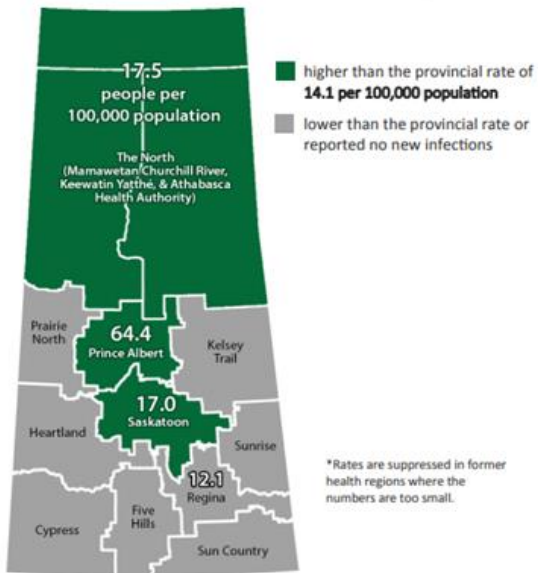 17.5
people per
100,000 population
The North
(Mamawetan Churchill River,
Keewatin Yatthé, & Athabasca
Health Authority)
higher than the provincial rate of
14.1 per 100,000 population
lower than the provincial rate or
reported no new infections
Prairie
North
64.4
Prince Albert
Kelsey
Trail
17.0
Saskatoon
Heartland
Sunrise
12.1
Regina
Cypress
Five
Hills
Sun Country
*Rates are suppressed in former
health regions where the
numbers are too small.